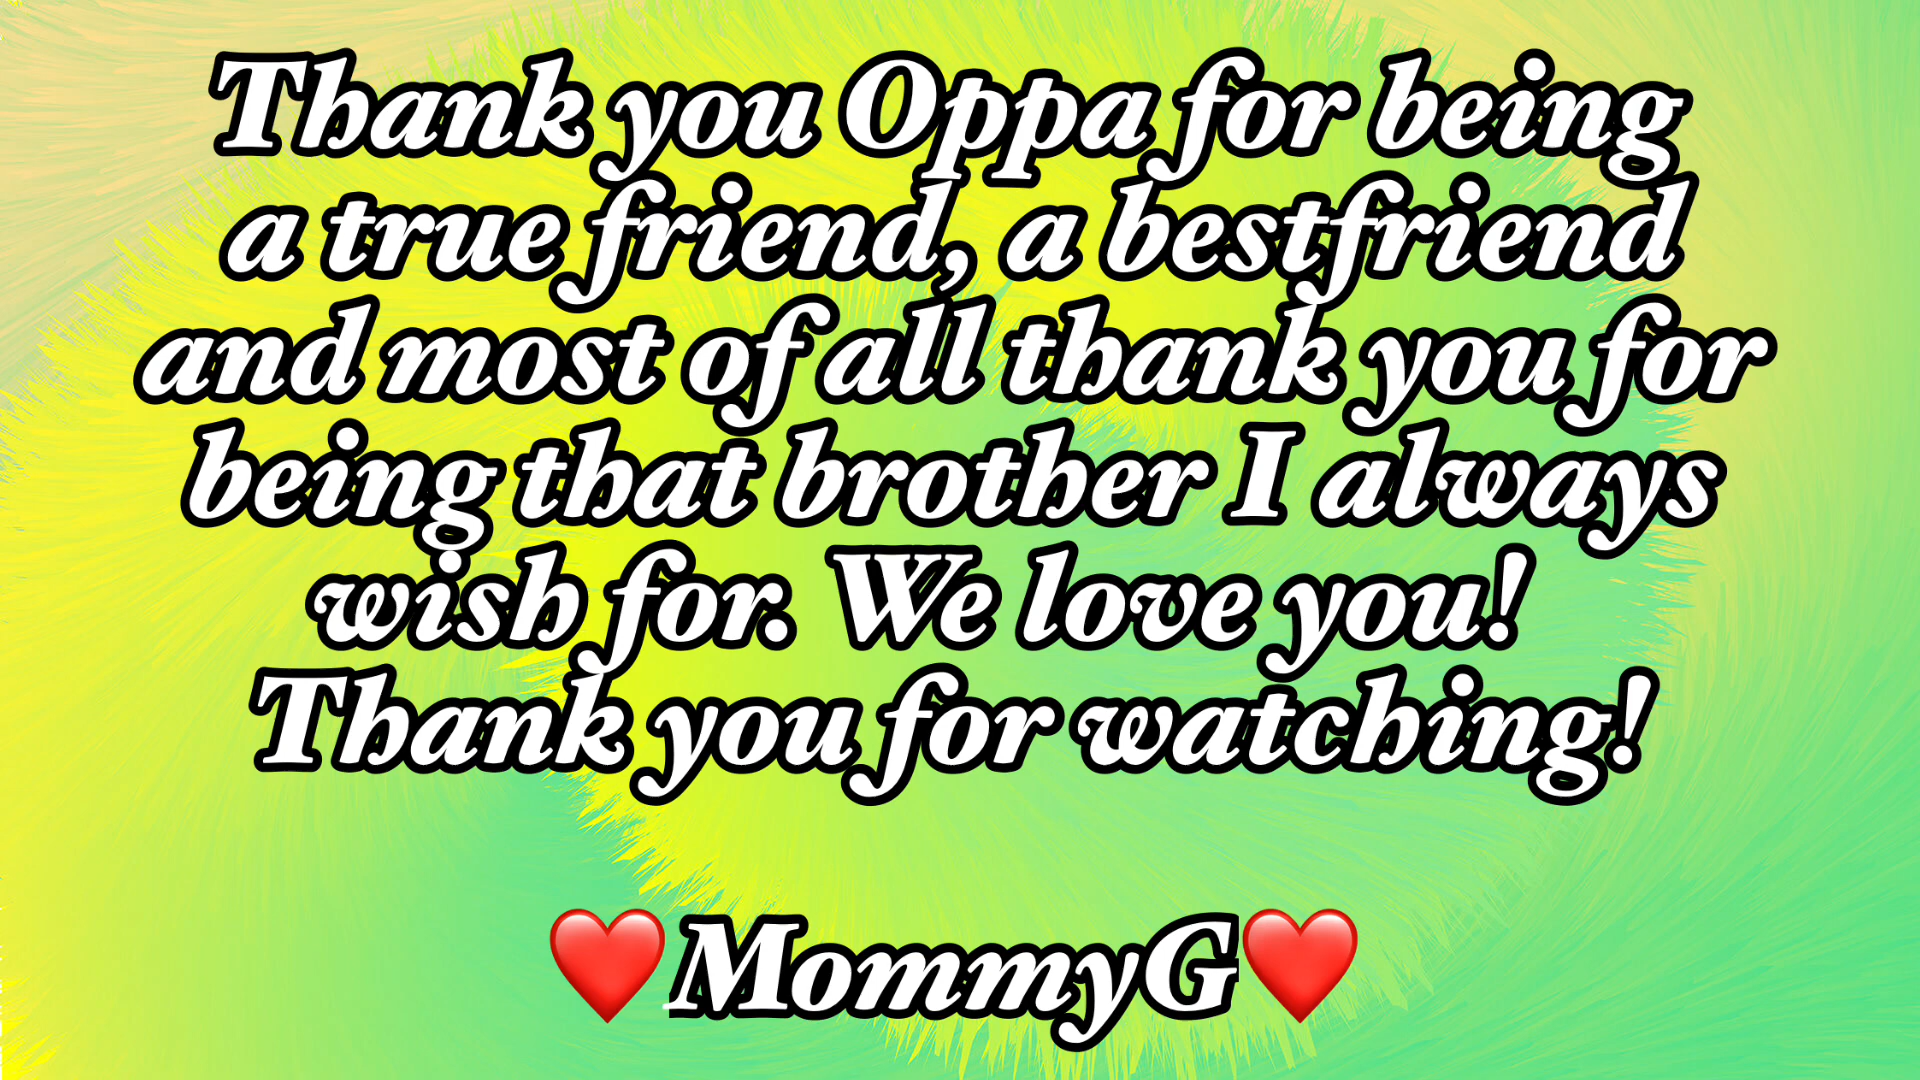 Thank you Oppa for being
a true friend, a bestfriend
and most of all thank you for
being that brother I always
wish for. We love you!
Thank you for watching!
❤️MommyG❤️